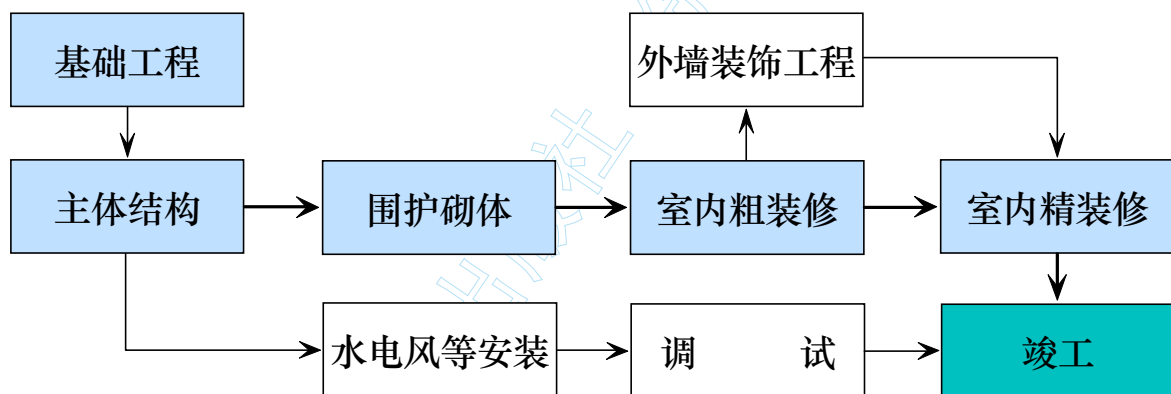 基础工程
外墙装饰工程
主体结构
围护砌体
室内粗装修
室内精装修
水电风等安装
调 试
竣工